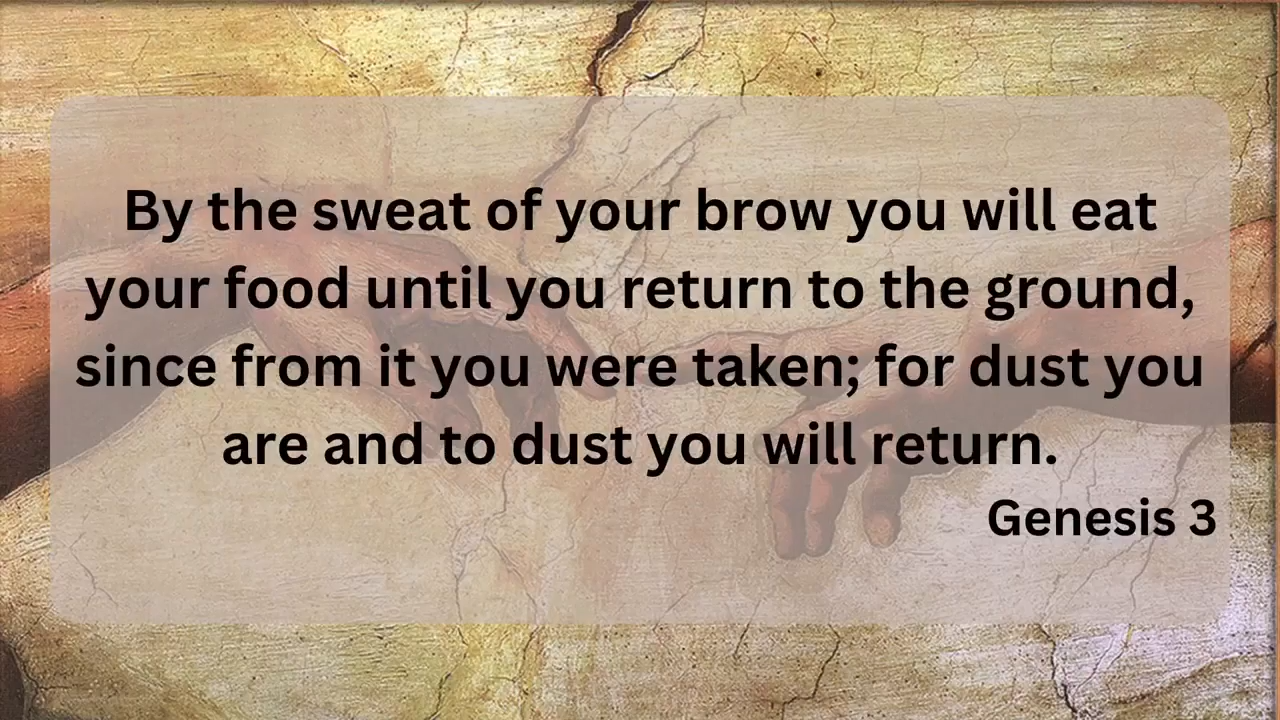 By the sweat of your brow you will eat
your food until you return to the ground,
since from it you were taken; for dust you
are and to dust you will return.
Genesis 3